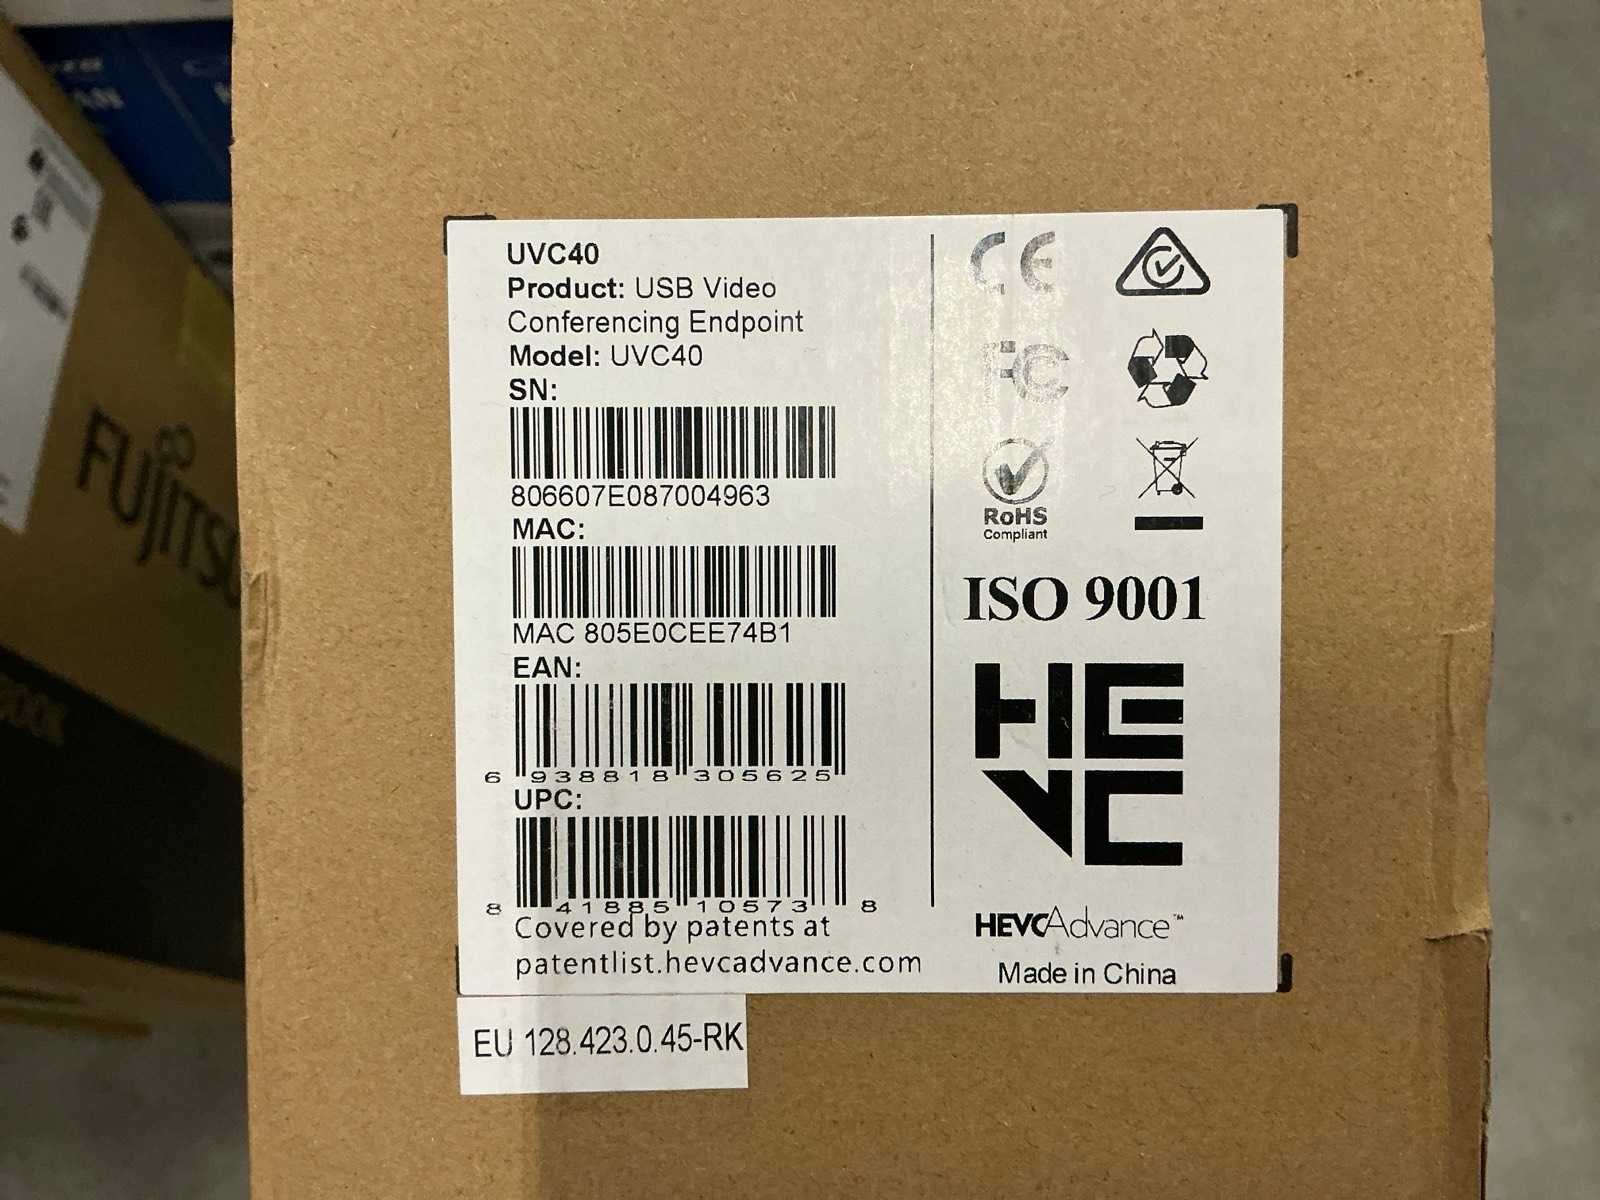 UVC40
Product: USB Video
Conferencing Endpoint
Model: UVC40
SN:
806607E087004963
MAC:
MAC 805E0CEE74B1
EAN:
6 938818 305625
UPC:
8 41885 10573 8
Covered by patents at
patentlist.hevcadvance.com
CE
FC
RoHS
Compliant
ISO 9001
HEVC
HEVCAdvance™
Made in China
EU 128.423.0.45-RK
FUJITSU